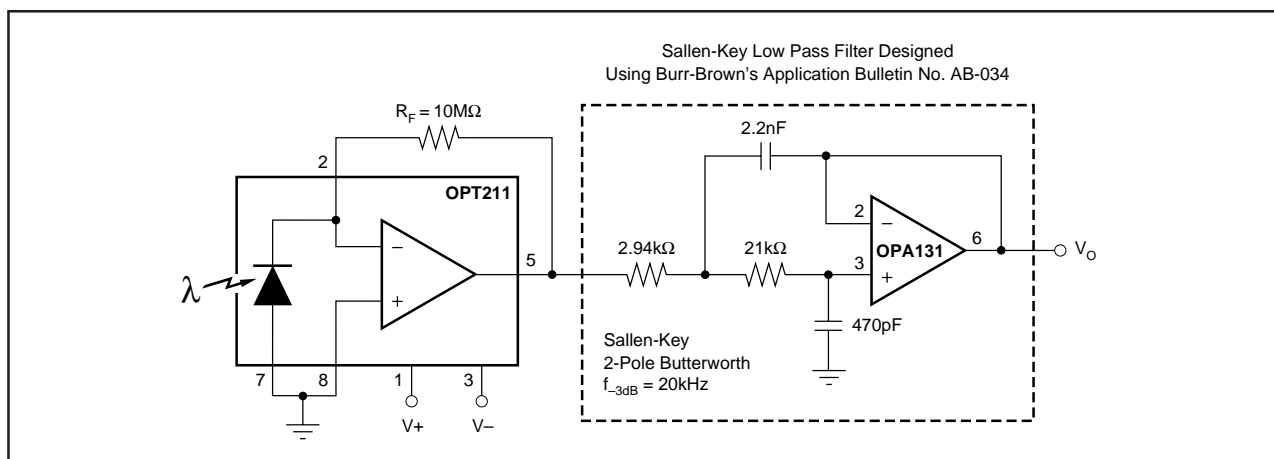 Sallen-Key Low Pass Filter Designed
Using Burr-Brown's Application Bulletin No. AB-034
R_F = 10MΩ
2.2nF
2
OPT211
2
−
−
OPA131
6
V_O
2.94kΩ
21kΩ
3
+
5
λ
+
470pF
Sallen-Key
2-Pole Butterworth
f_–3dB = 20kHz
7
8
1
3
V+
V–